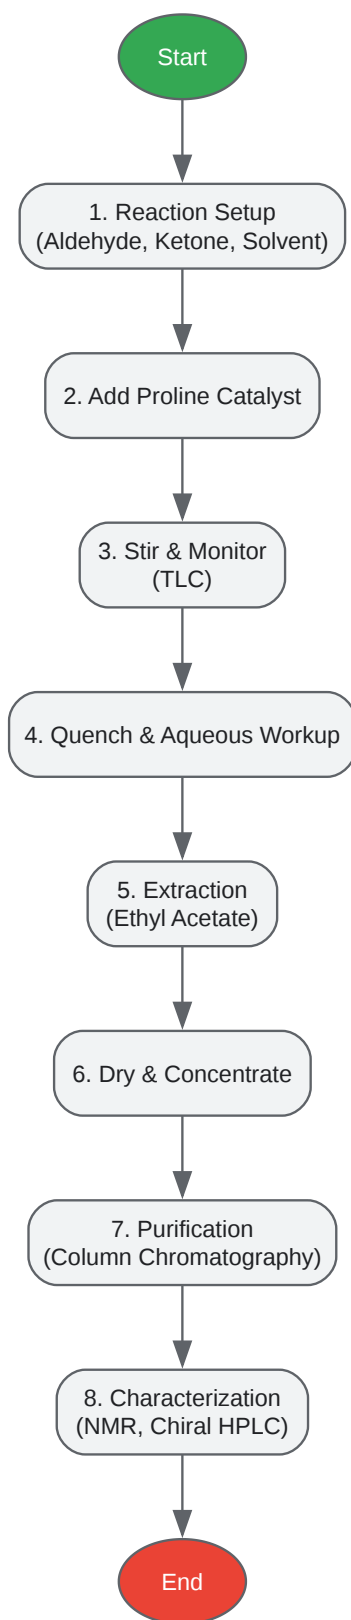 Start
1. Reaction Setup
(Aldehyde, Ketone, Solvent)
2. Add Proline Catalyst
3. Stir & Monitor
(TLC)
4. Quench & Aqueous Workup
5. Extraction
(Ethyl Acetate)
6. Dry & Concentrate
7. Purification
(Column Chromatography)
8. Characterization
(NMR, Chiral HPLC)
End